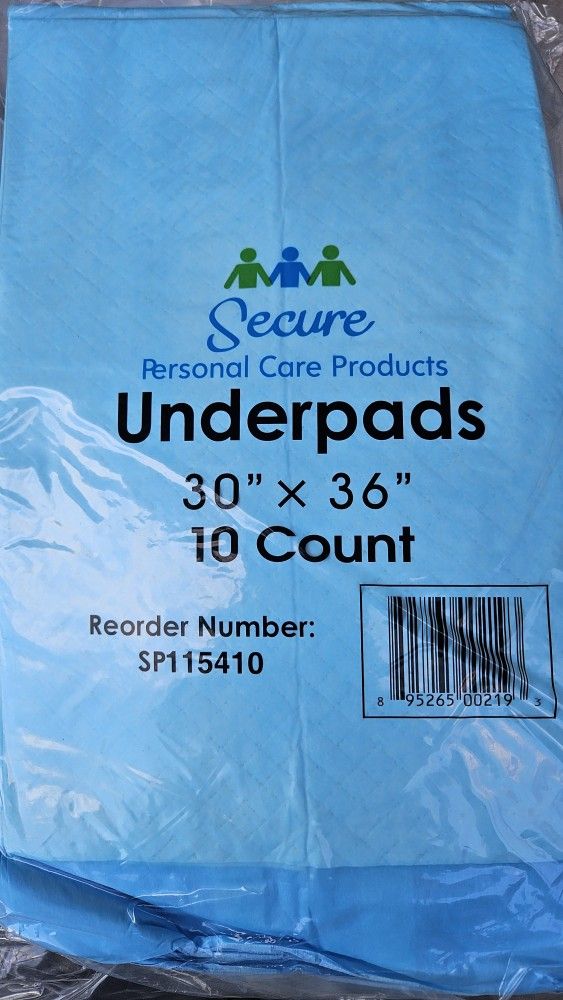 Secure
Personal Care Products
Underpads
30” × 36”
10 Count
Reorder Number:
SP115410
8 95265 00219 3